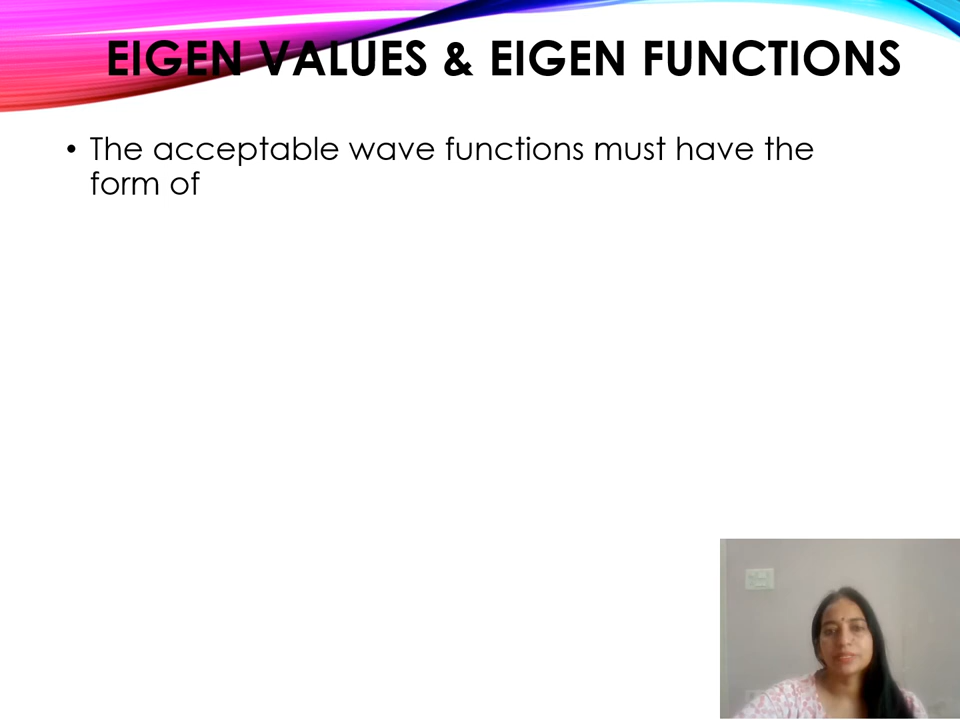 EIGEN VALUES & EIGEN FUNCTIONS
• The acceptable wave functions must have the
form of